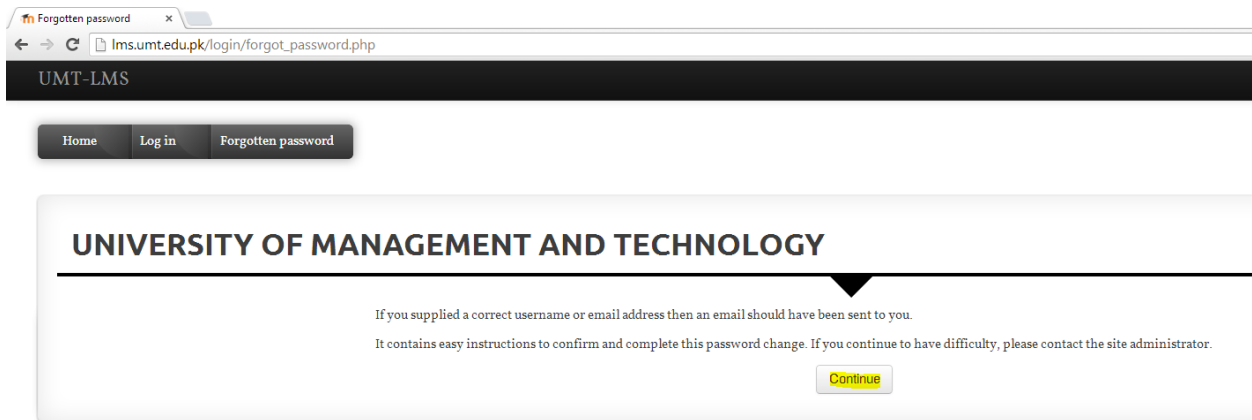 Forgotten password
lms.umt.edu.pk/login/forgot_password.php
UMT-LMS
Home Log in Forgotten password
UNIVERSITY OF MANAGEMENT AND TECHNOLOGY
If you supplied a correct username or email address then an email should have been sent to you.
It contains easy instructions to confirm and complete this password change. If you continue to have difficulty, please contact the site administrator.
Continue